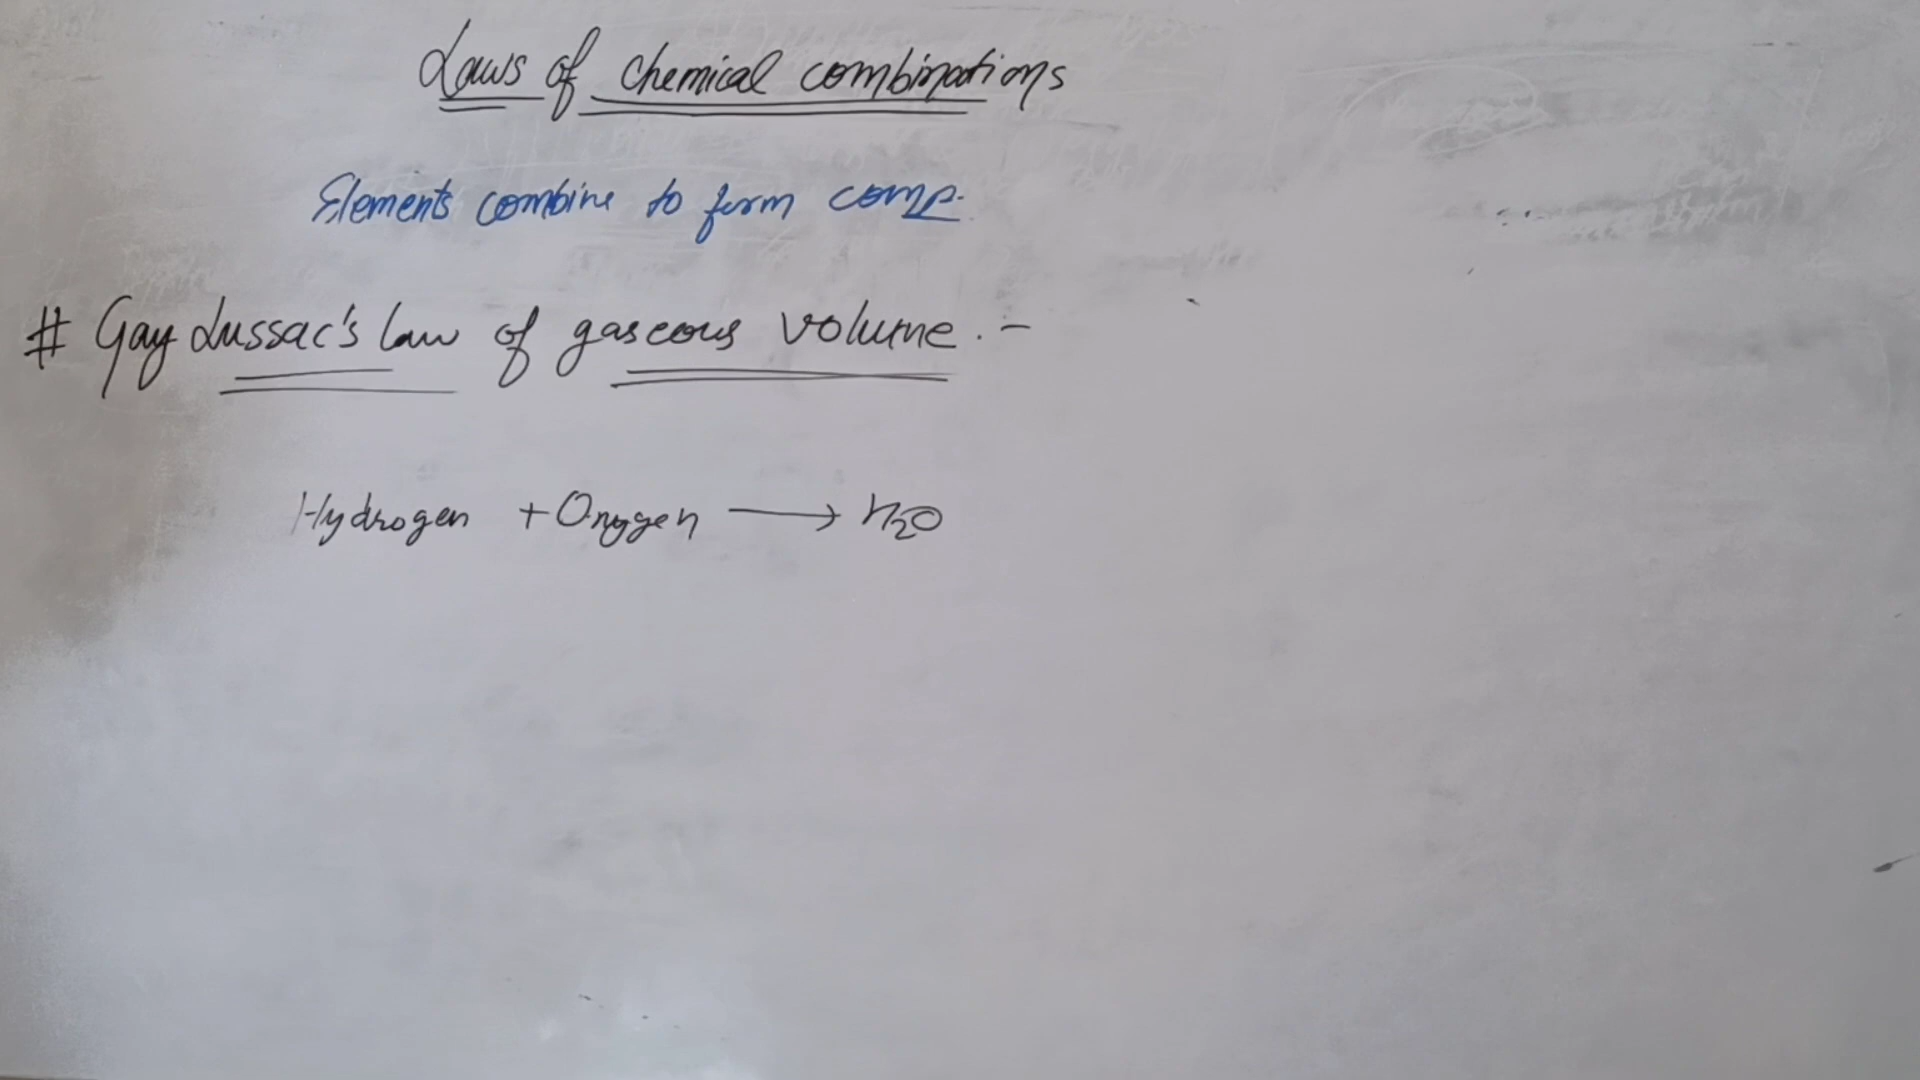 Laws of chemical combinations
Elements combine to form comp.
# Gay Lussac's law of gaseous volume. -
Hydrogen + Oxygen → H2O